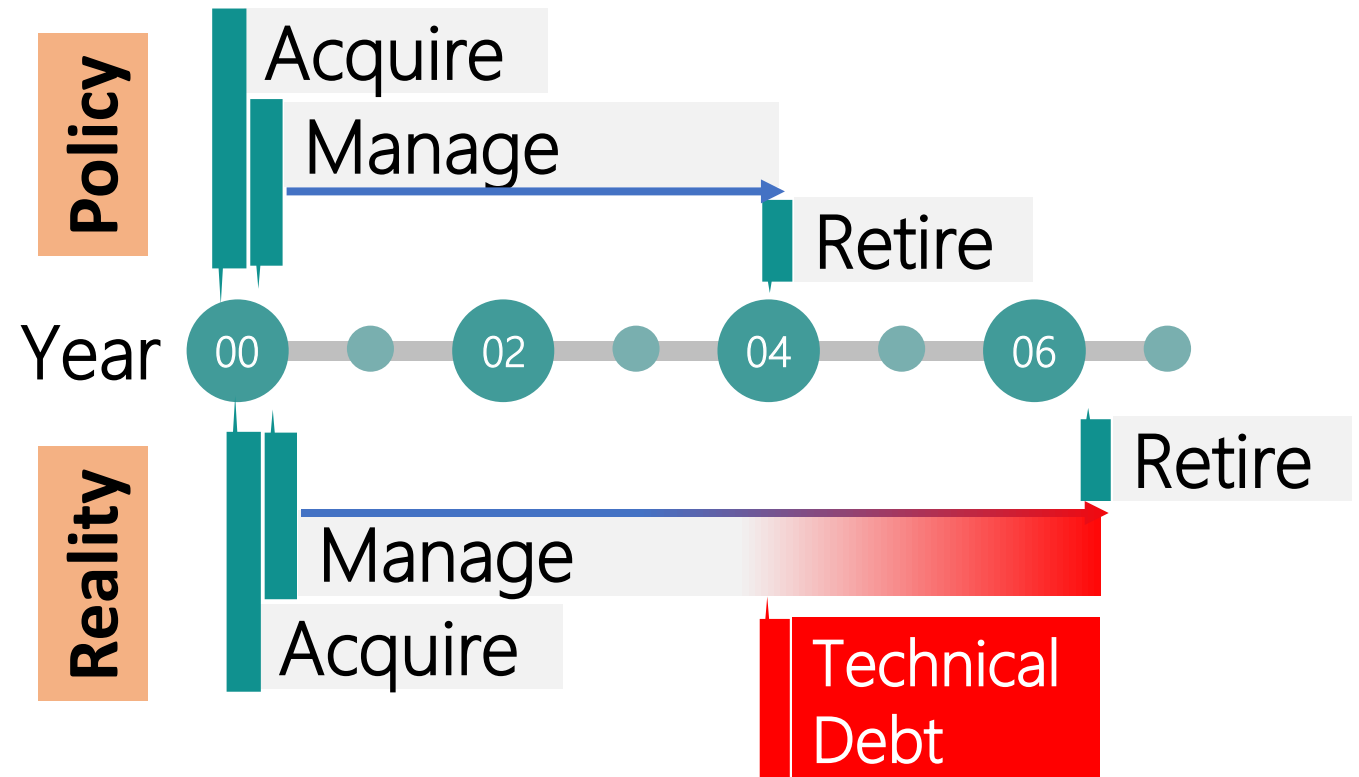 Policy
Acquire
Manage
Retire
Year
00
02
04
06
Reality
Retire
Manage
Acquire
Technical
Debt